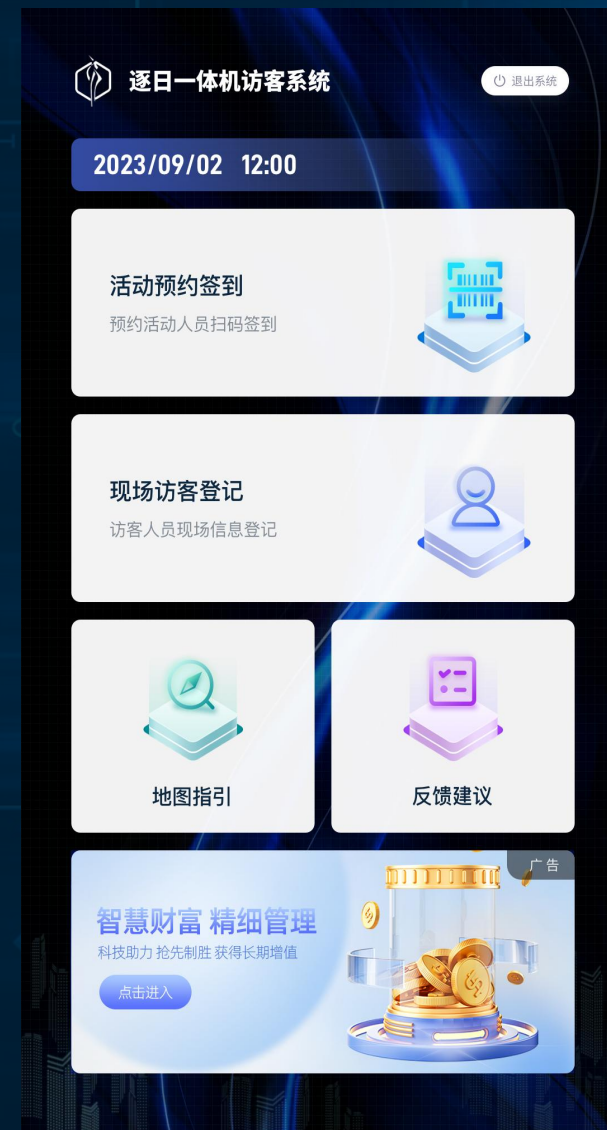 逐日一体机访客系统
退出系统
2023/09/02 12:00
活动预约签到
预约活动人员扫码签到
现场访客登记
访客人员现场信息登记
地图指引
反馈建议
广告
智慧财富 精细管理
科技助力 抢先制胜 获得长期增值
点击进入